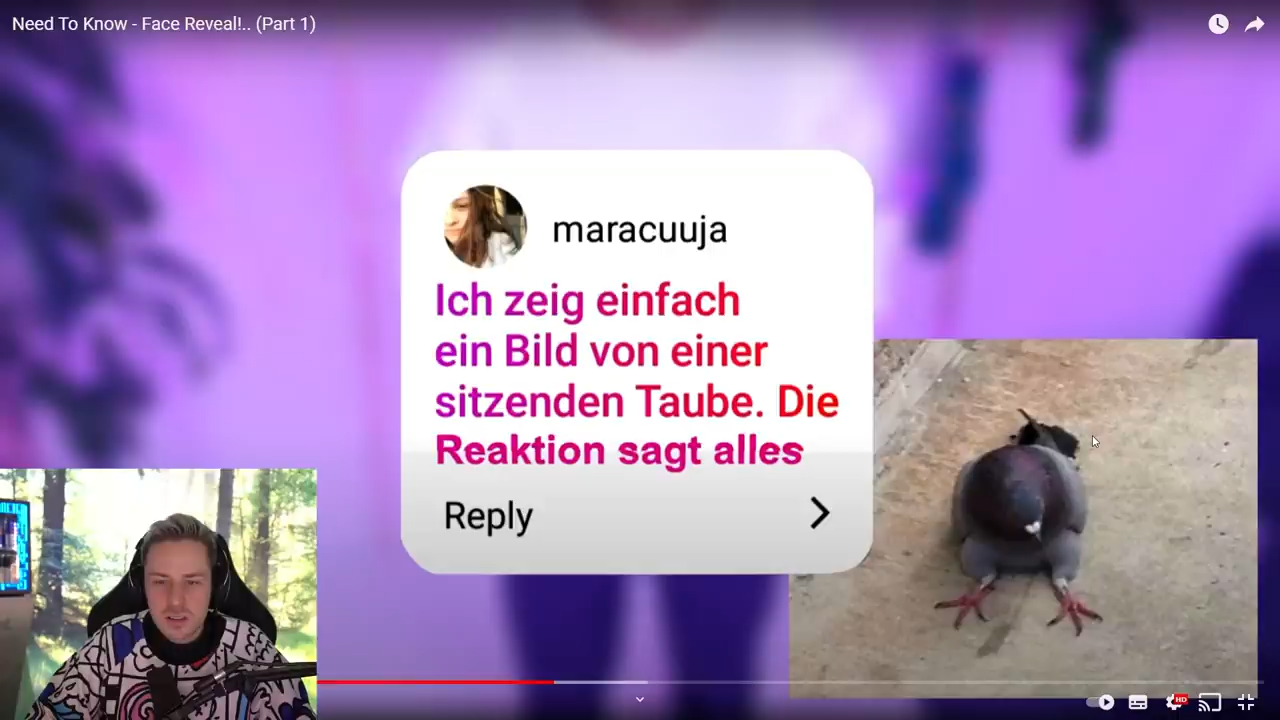 Need To Know - Face Reveal!.. (Part 1)
maracuuja
Ich zeig einfach
ein Bild von einer
sitzenden Taube. Die
Reaktion sagt alles
Reply
HD